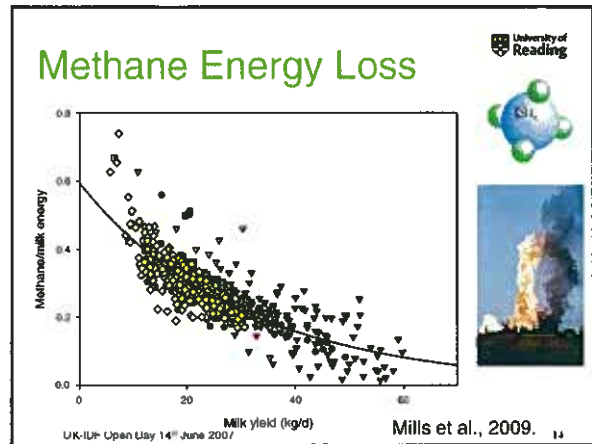 University of
Reading
Methane Energy Loss
CH4
0.8
0.6
0.4
0.2
0.0
Methane/milk energy
0
20
40
60
Milk yield (kg/d)
UK-IDF Open Day 14th June 2007
Mills et al., 2009.